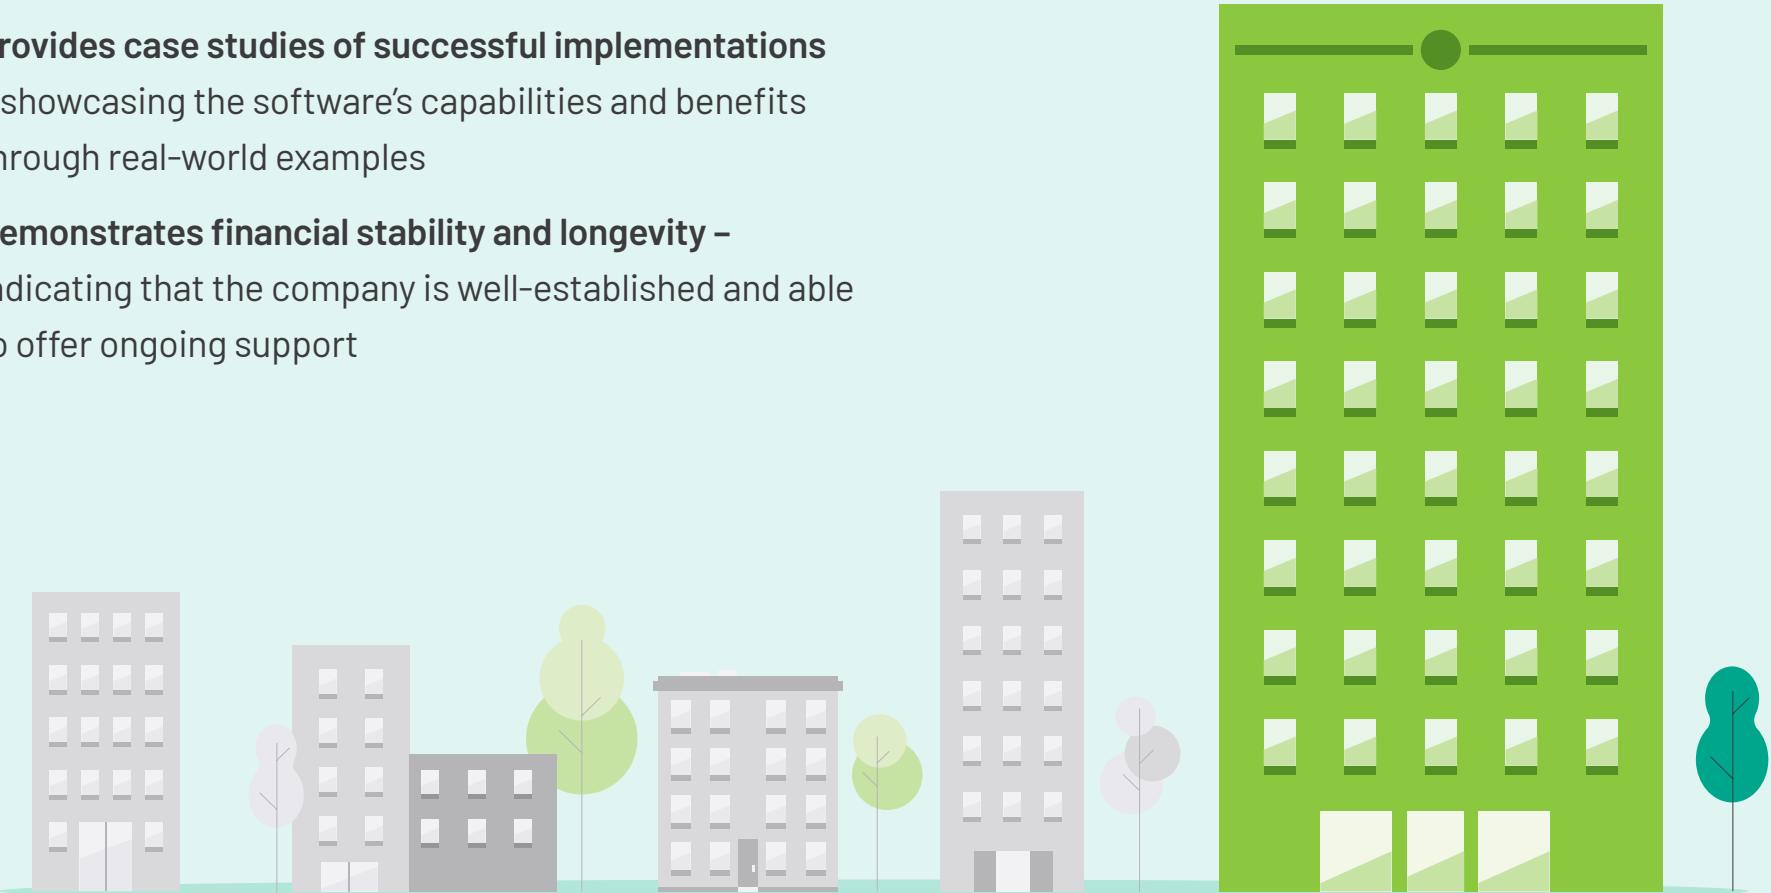 rovides case studies of successful implementations
showcasing the software's capabilities and benefits
hrough real-world examples
emonstrates financial stability and longevity –
ndicating that the company is well-established and able
o offer ongoing support